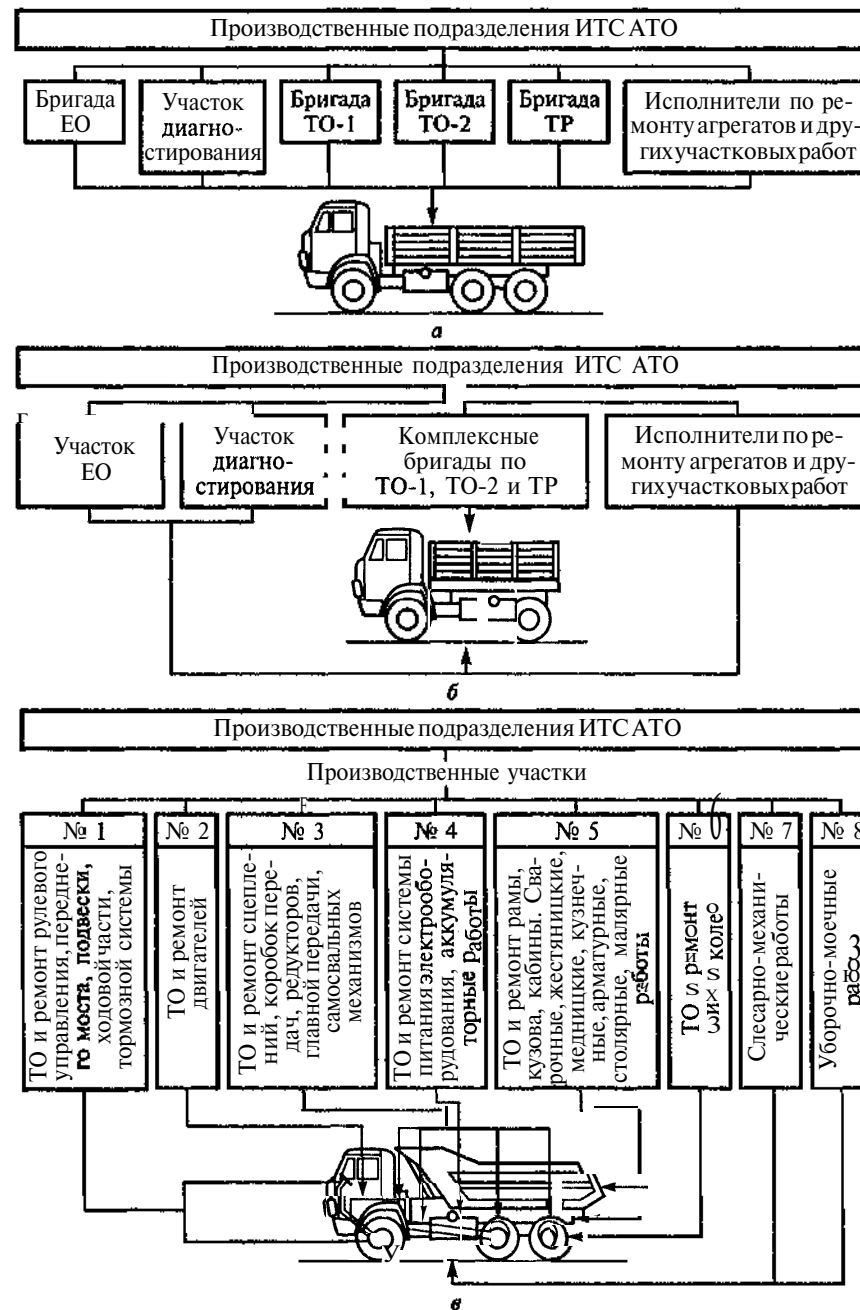 Производственные подразделения ИТС АТО
Бригада
ЕО
Участок
диагно-
стирования
Бригада
ТО-1
Бригада
ТО-2
Бригада
ТР
Исполнители по ре-
монту агрегатов и дру-
гих участковых работ
а
Производственные подразделения ИТС АТО
Участок
ЕО
Участок
диагно-
стирования
Комплексные
бригады по
ТО-1, ТО-2 и ТР
Исполнители по ре-
монту агрегатов и дру-
гих участковых работ
б
Производственные подразделения ИТС АТО
Производственные участки
№ 1
ТО и ремонт рулевого
управления, передне-
го моста, подвески,
ходовой части,
тормозной системы
№ 2
ТО и ремонт
двигателей
№ 3
ТО и ремонт сцепле-
ний, коробок пере-
дач, редукторов,
главной передачи,
самосвальных
механизмов
№ 4
ТО и ремонт системы
питания электрообо-
рудования, аккумуля-
торные работы
№ 5
ТО и ремонт рамы,
кузова, кабины. Сва-
рочные, жестяницкие,
медницкие, кузнеч-
ные, арматурные,
столярные, малярные
работы
№
ТО ремонт
№ 7
Слесарно-механи-
ческие работы
№ 8
Уборочно-моечные
в